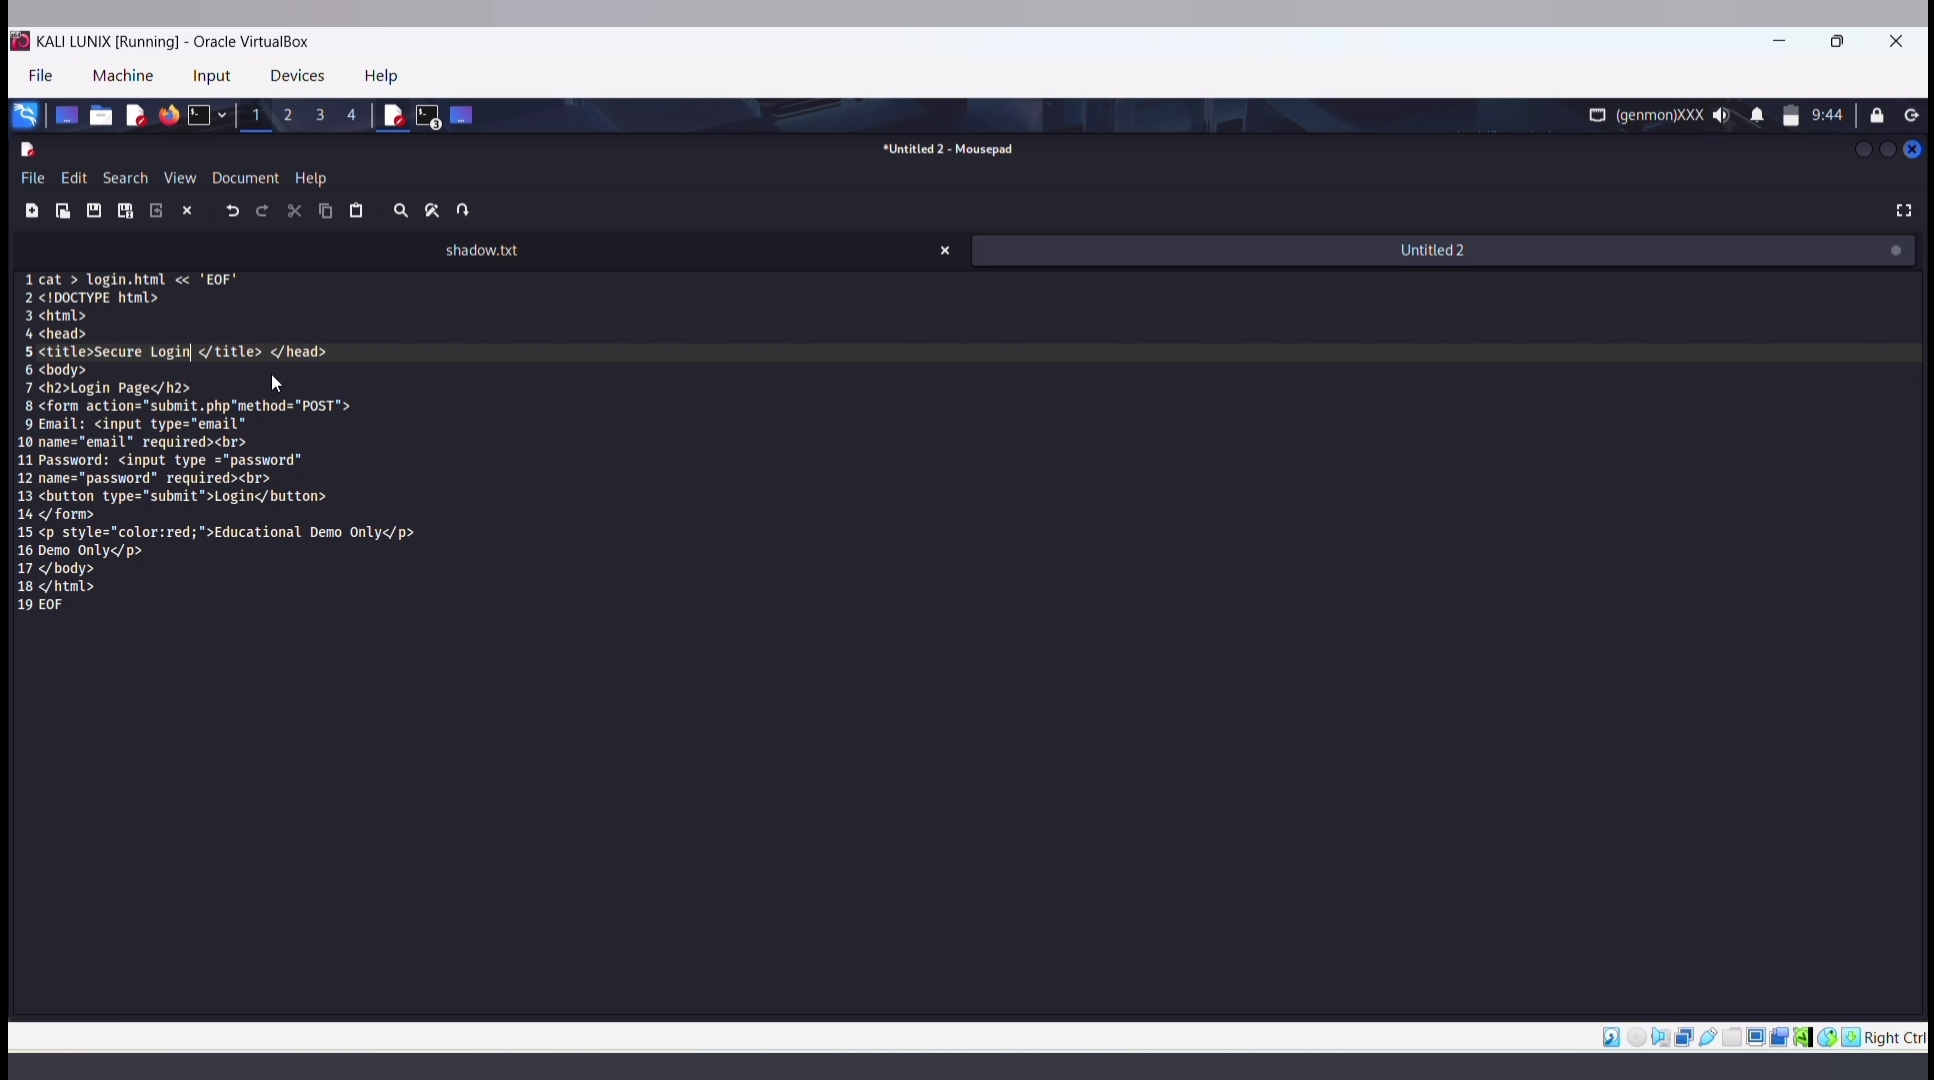 KALI LUNIX [Running] - Oracle VirtualBox
File Machine Input Devices Help
1 2 3 4 (genmon)XXX 9:44
*Untitled 2 - Mousepad
File Edit Search View Document Help
shadow.txt Untitled 2
1 cat > login.html << 'EOF'
2 <!DOCTYPE html>
3 <html>
4 <head>
5 <title>Secure Login </title> </head>
6 <body>
7 <h2>Login Page</h2>
8 <form action="submit.php"method="POST">
9 Email: <input type="email"
10 name="email" required><br>
11 Password: <input type ="password"
12 name="password" required><br>
13 <button type="submit">Login</button>
14 </form>
15 <p style="color:red;">Educational Demo Only</p>
16 Demo Only</p>
17 </body>
18 </html>
19 EOF
Right Ctrl